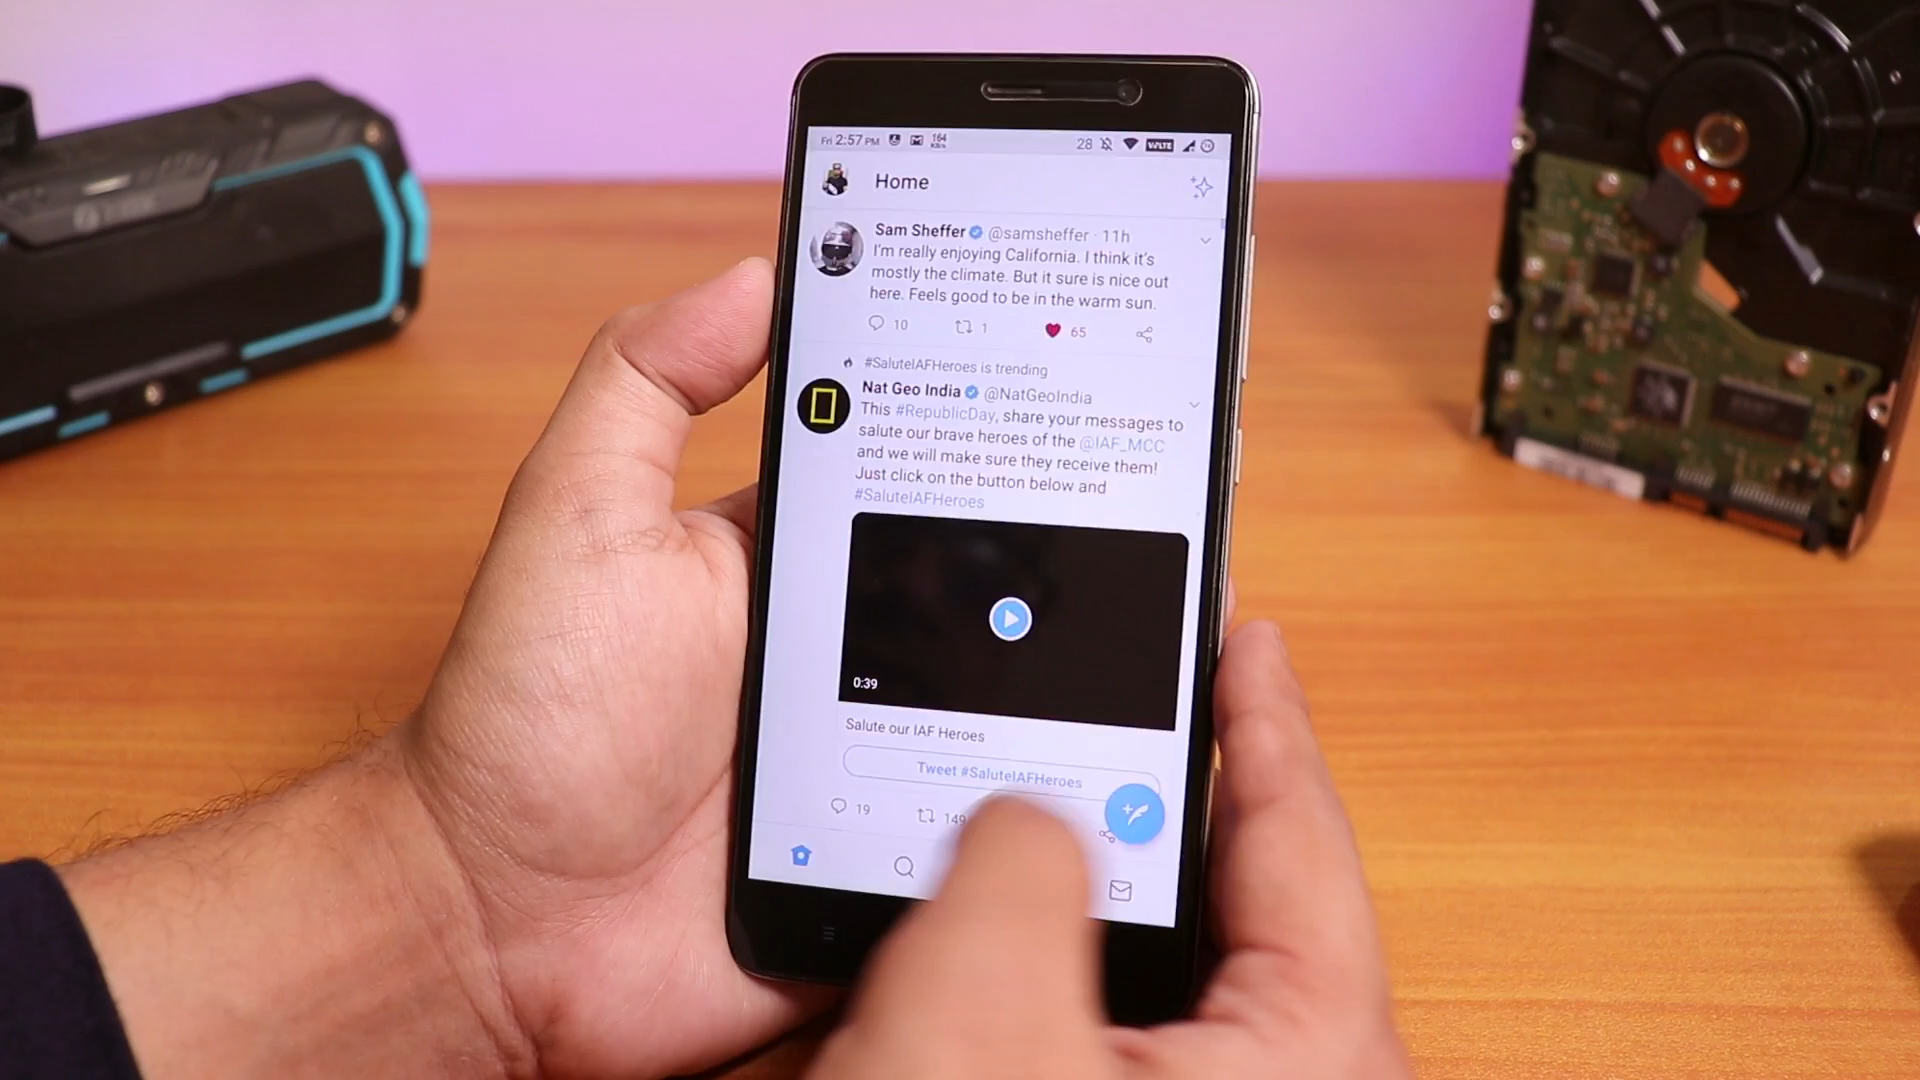 Fri 2:57 PM 164 KB/s 28 VoLTE
Home
Sam Sheffer @samsheffer · 11h
I'm really enjoying California. I think it's
mostly the climate. But it sure is nice out
here. Feels good to be in the warm sun.
10 1 65
#SaluteIAFHeroes is trending
Nat Geo India @NatGeoIndia
This #RepublicDay, share your messages to
salute our brave heroes of the @IAF_MCC
and we will make sure they receive them!
Just click on the button below and
#SaluteIAFHeroes
0:39
Salute our IAF Heroes
Tweet #SaluteIAFHeroes
19 149